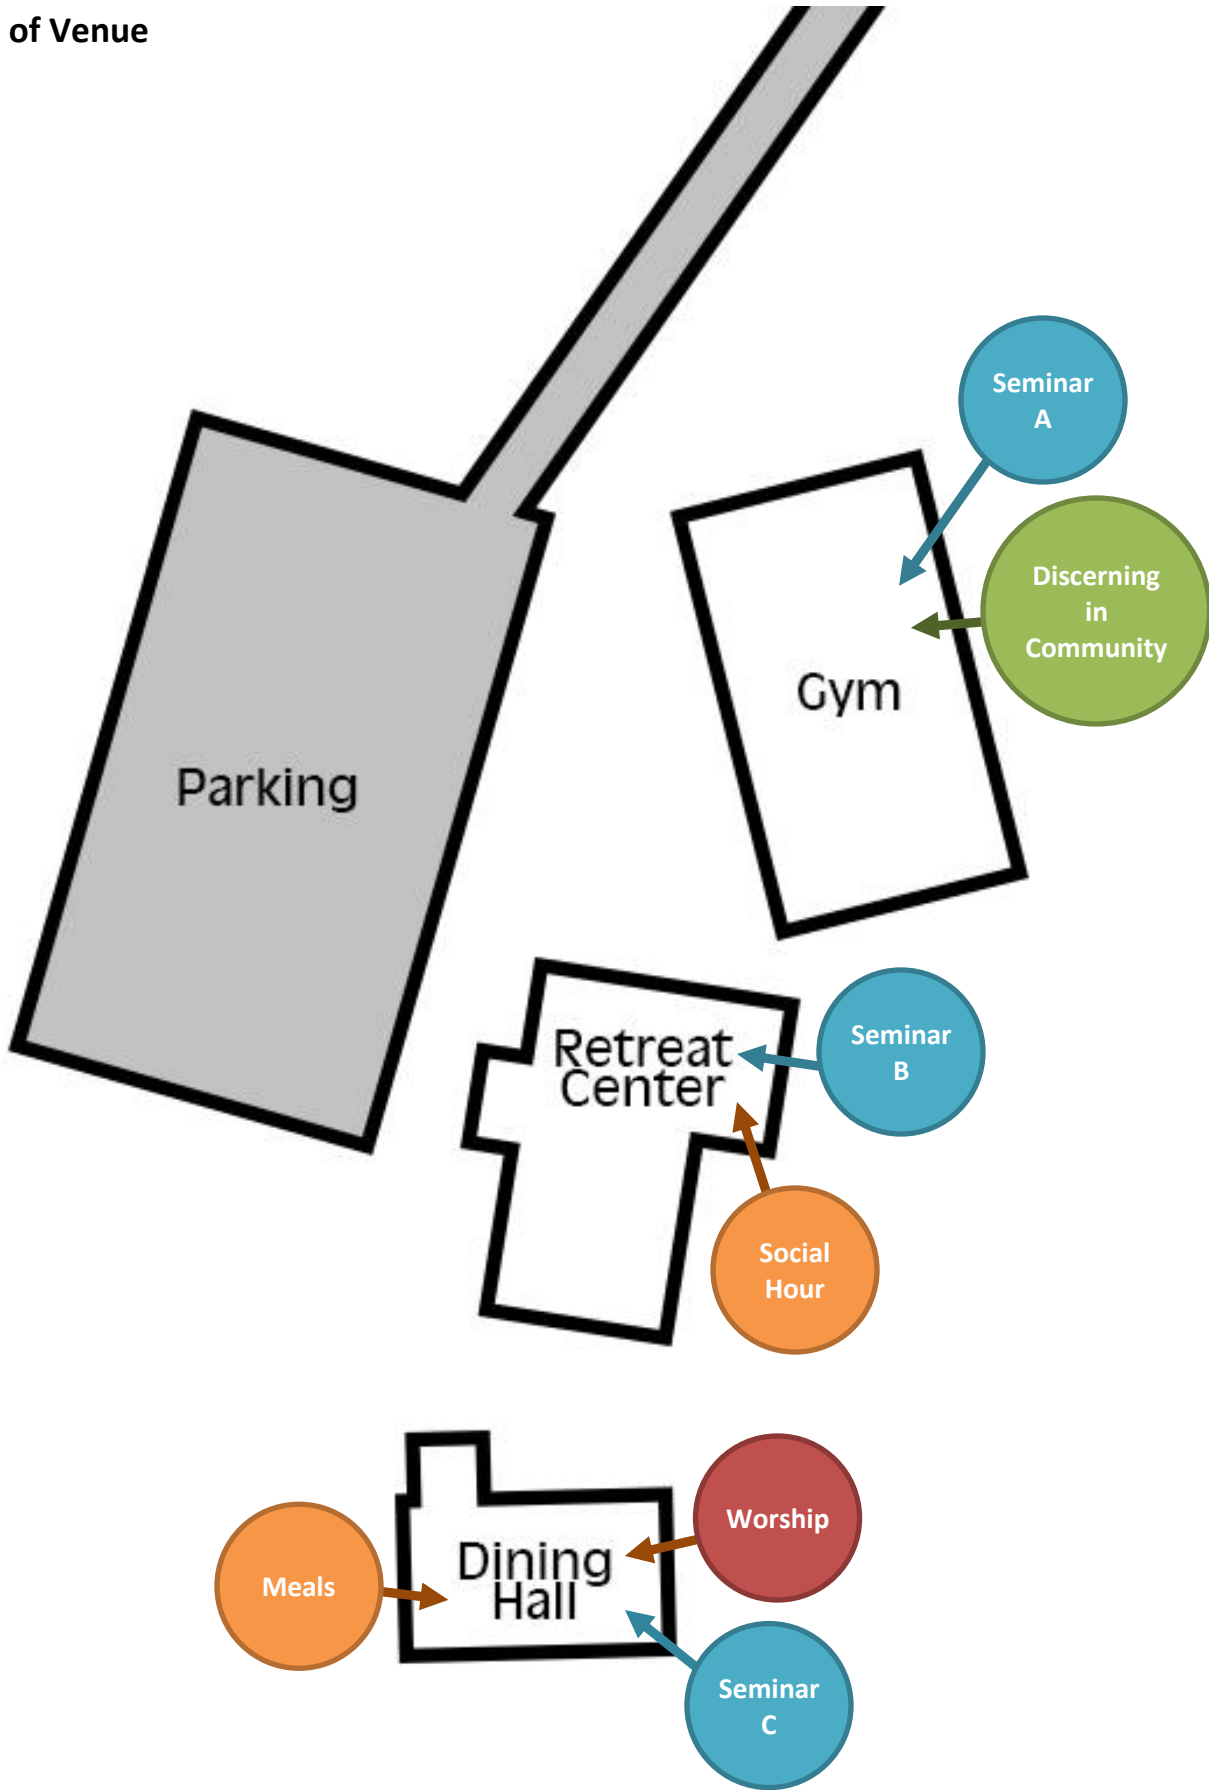 of Venue
Seminar
A
Discerning
in
Community
Gym
Parking
Retreat
Center
Seminar
B
Social
Hour
Worship
Dining
Hall
Meals
Seminar
C